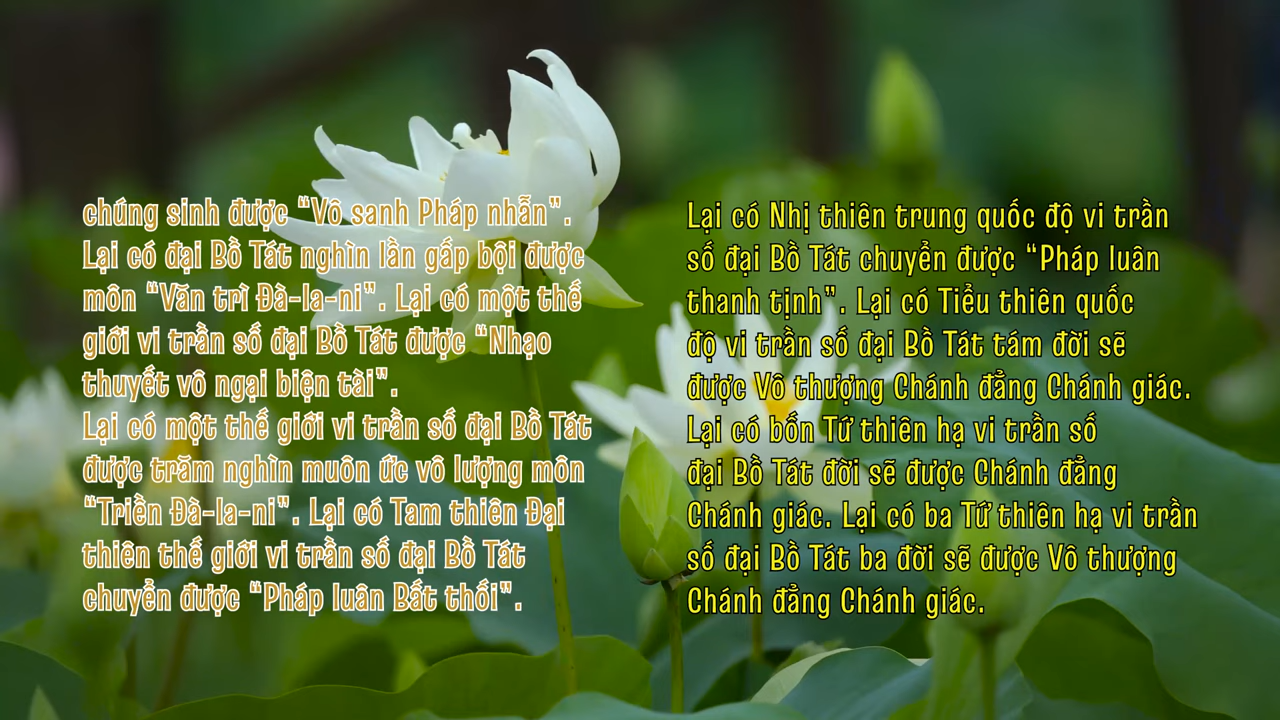 chúng sinh được “Vô sanh Pháp nhẫn”.
Lại có đại Bồ Tát nghìn lần gấp bội được
môn “Văn trì Đà-la-ni”. Lại có một thế
giới vi trần số đại Bồ Tát được “Nhạo
thuyết vô ngại biện tài”.
Lại có một thế giới vi trần số đại Bồ Tát
được trăm nghìn muôn ức vô lượng môn
“Triền Đà-la-ni”. Lại có Tam thiên Đại
thiên thế giới vi trần số đại Bồ Tát
chuyển được “Pháp luân Bất thối”.
Lại có Nhị thiên trung quốc độ vi trần
số đại Bồ Tát chuyển được “Pháp luân
thanh tịnh”. Lại có Tiểu thiên quốc
độ vi trần số đại Bồ Tát tám đời sẽ
được Vô thượng Chánh đẳng Chánh giác.
Lại có bốn Tứ thiên hạ vi trần số
đại Bồ Tát đời sẽ được Chánh đẳng
Chánh giác. Lại có ba Tứ thiên hạ vi trần
số đại Bồ Tát ba đời sẽ được Vô thượng
Chánh đẳng Chánh giác.